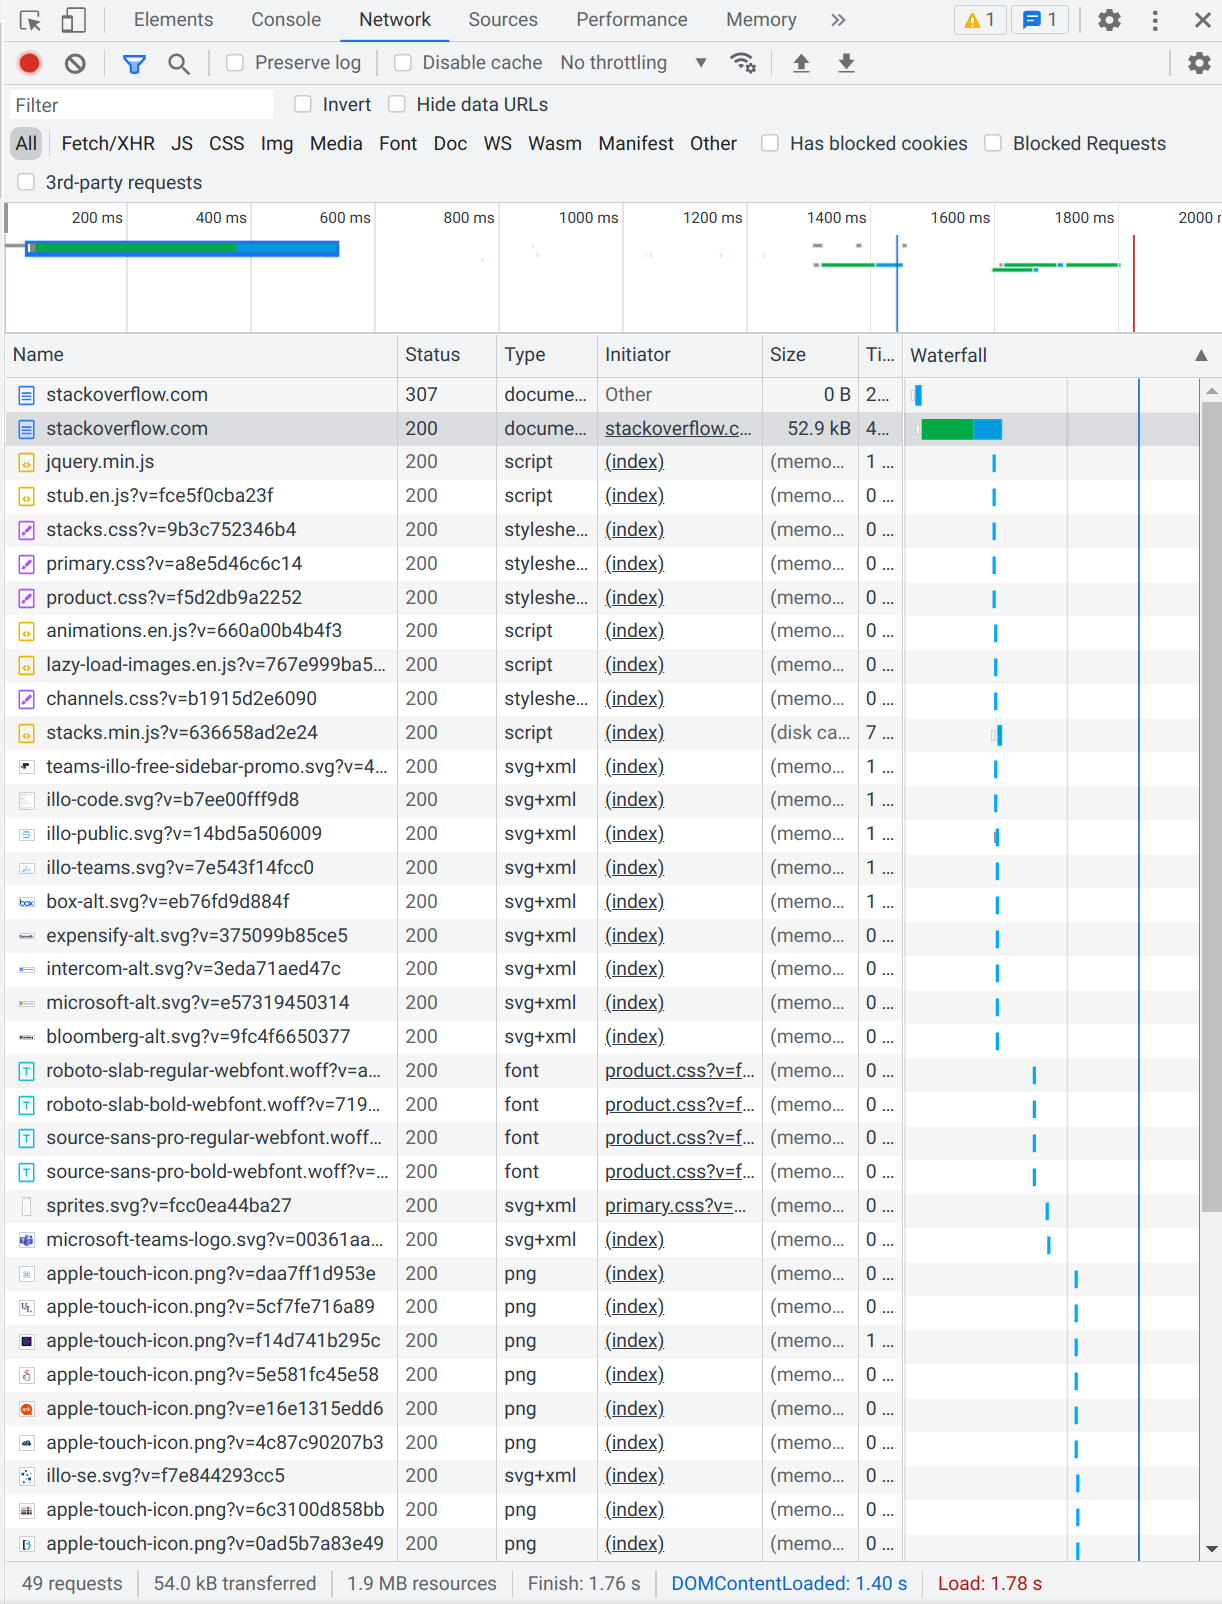 Elements Console Network Sources Performance Memory » 1 1
Preserve log Disable cache No throttling
Filter Invert Hide data URLs
All Fetch/XHR JS CSS Img Media Font Doc WS Wasm Manifest Other Has blocked cookies Blocked Requests
3rd-party requests
200 ms 400 ms 600 ms 800 ms 1000 ms 1200 ms 1400 ms 1600 ms 1800 ms 2000 r
Name Status Type Initiator Size Ti... Waterfall
stackoverflow.com 307 docume... Other 0 B 2...
stackoverflow.com 200 docume... stackoverflow.c... 52.9 kB 4...
jquery.min.js 200 script (index) (memo... 1 ...
stub.en.js?v=fce5f0cba23f 200 script (index) (memo... 0 ...
stacks.css?v=9b3c752346b4 200 styleshe... (index) (memo... 0 ...
primary.css?v=a8e5d46c6c14 200 styleshe... (index) (memo... 0 ...
product.css?v=f5d2db9a2252 200 styleshe... (index) (memo... 0 ...
animations.en.js?v=660a00b4b4f3 200 script (index) (memo... 0 ...
lazy-load-images.en.js?v=767e999ba5... 200 script (index) (memo... 0 ...
channels.css?v=b1915d2e6090 200 styleshe... (index) (memo... 0 ...
stacks.min.js?v=636658ad2e24 200 script (index) (disk ca... 7 ...
teams-illo-free-sidebar-promo.svg?v=4... 200 svg+xml (index) (memo... 1 ...
illo-code.svg?v=b7ee00fff9d8 200 svg+xml (index) (memo... 1 ...
illo-public.svg?v=14bd5a506009 200 svg+xml (index) (memo... 1 ...
illo-teams.svg?v=7e543f14fcc0 200 svg+xml (index) (memo... 1 ...
box-alt.svg?v=eb76fd9d884f 200 svg+xml (index) (memo... 1 ...
expensify-alt.svg?v=375099b85ce5 200 svg+xml (index) (memo... 0 ...
intercom-alt.svg?v=3eda71aed47c 200 svg+xml (index) (memo... 0 ...
microsoft-alt.svg?v=e57319450314 200 svg+xml (index) (memo... 0 ...
bloomberg-alt.svg?v=9fc4f6650377 200 svg+xml (index) (memo... 0 ...
roboto-slab-regular-webfont.woff?v=a... 200 font product.css?v=f... (memo... 0 ...
roboto-slab-bold-webfont.woff?v=719... 200 font product.css?v=f... (memo... 0 ...
source-sans-pro-regular-webfont.woff... 200 font product.css?v=f... (memo... 0 ...
source-sans-pro-bold-webfont.woff?v=... 200 font product.css?v=f... (memo... 0 ...
sprites.svg?v=fcc0ea44ba27 200 svg+xml primary.css?v=... (memo... 0 ...
microsoft-teams-logo.svg?v=00361aa... 200 svg+xml (index) (memo... 0 ...
apple-touch-icon.png?v=daa7ff1d953e 200 png (index) (memo... 0 ...
apple-touch-icon.png?v=5cf7fe716a89 200 png (index) (memo... 0 ...
apple-touch-icon.png?v=f14d741b295c 200 png (index) (memo... 1 ...
apple-touch-icon.png?v=5e581fc45e58 200 png (index) (memo... 0 ...
apple-touch-icon.png?v=e16e1315edd6 200 png (index) (memo... 0 ...
apple-touch-icon.png?v=4c87c90207b3 200 png (index) (memo... 0 ...
illo-se.svg?v=f7e844293cc5 200 svg+xml (index) (memo... 0 ...
apple-touch-icon.png?v=6c3100d858bb 200 png (index) (memo... 0 ...
apple-touch-icon.png?v=0ad5b7a83e49 200 png (index) (memo... 0 ...
49 requests 54.0 kB transferred 1.9 MB resources Finish: 1.76 s DOMContentLoaded: 1.40 s Load: 1.78 s